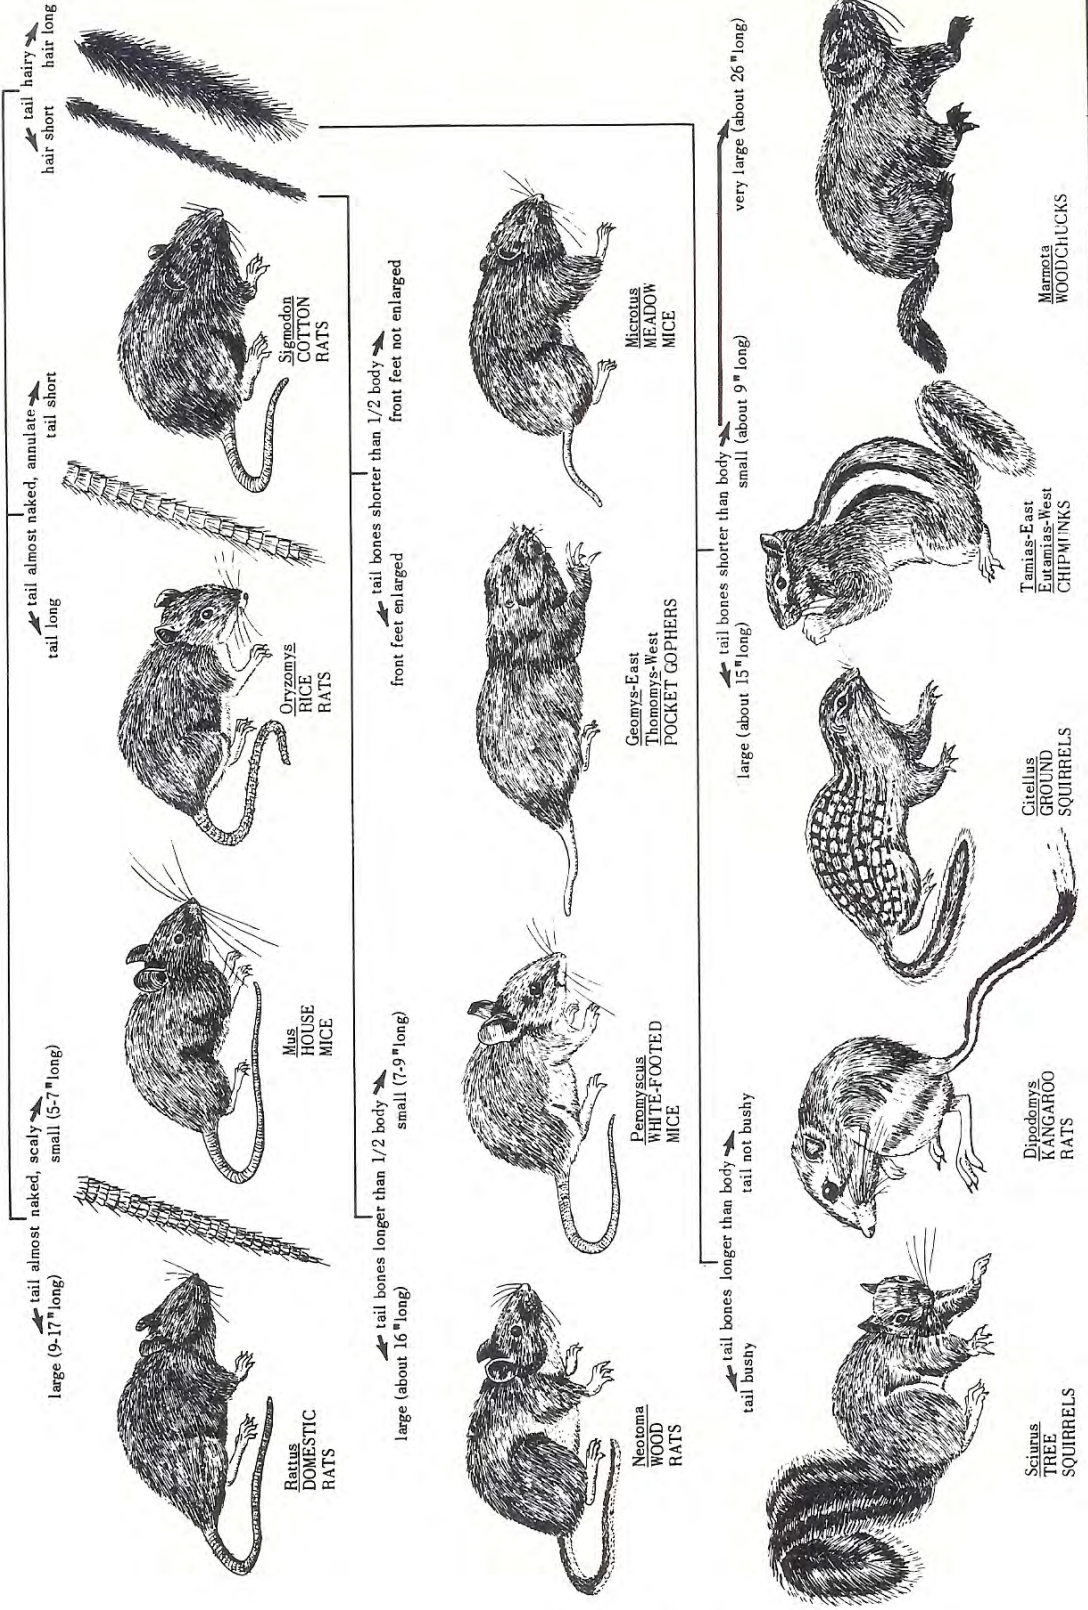 tail almost naked, scaly
large (9-17"long)
small (5-7"long)
tail almost naked, annulate
tail long
tail short
tail hairy
hair short
hair long
Rattus
DOMESTIC
RATS
Mus
HOUSE
MICE
Oryzomys
RICE
RATS
Sigmodon
COTTON
RATS
tail bones longer than 1/2 body
large (about 16"long)
small (7-9"long)
tail bones shorter than 1/2 body
front feet enlarged
front feet not enlarged
Neotoma
WOOD
RATS
Peromyscus
WHITE-FOOTED
MICE
Geomys-East
Thomomys-West
POCKET GOPHERS
Microtus
MEADOW
MICE
tail bones longer than body
tail bushy
tail not bushy
tail bones shorter than body
large (about 15"long)
small (about 9" long)
very large (about 26"long)
Sciurus
TREE
SQUIRRELS
Dipodomys
KANGAROO
RATS
Citellus
GROUND
SQUIRRELS
Tamias-East
Eutamias-West
CHIPMUNKS
Marmota
WOODCHUCKS